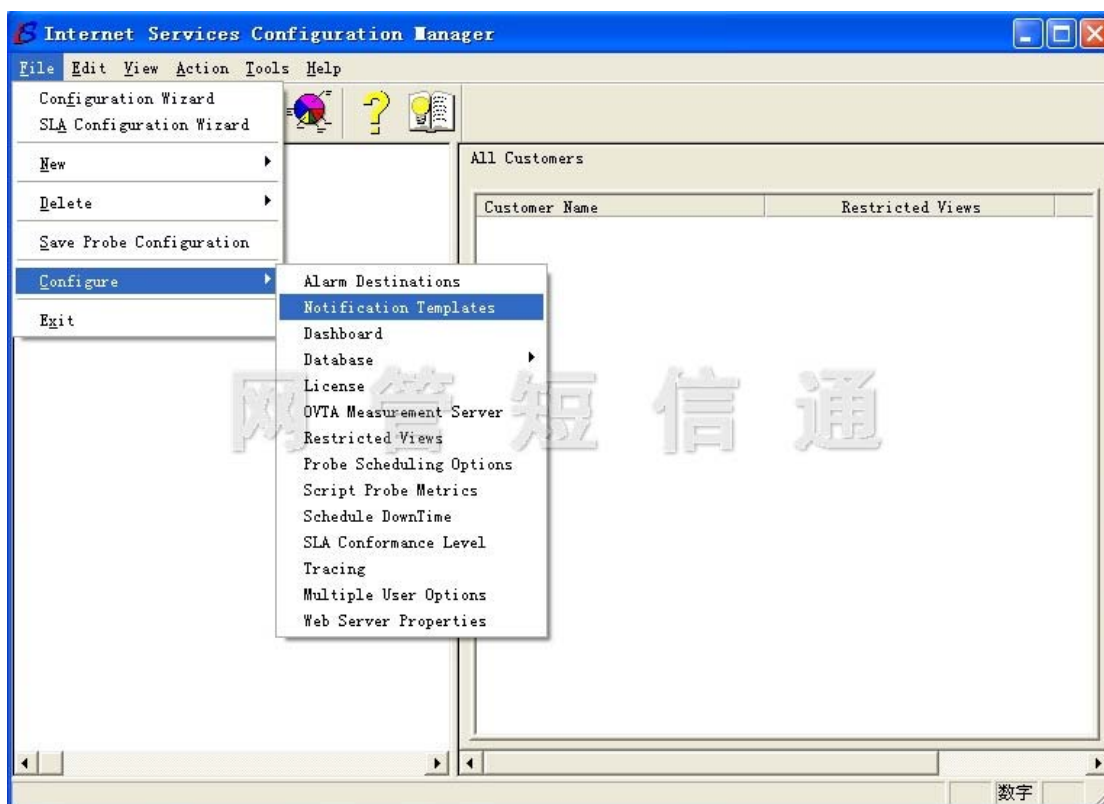 Internet Services Configuration Manager
File Edit View Action Tools Help
Configuration Wizard
SLA Configuration Wizard
New
Delete
Save Probe Configuration
Configure
Exit
Alarm Destinations
Notification Templates
Dashboard
Database
License
OVTA Measurement Server
Restricted Views
Probe Scheduling Options
Script Probe Metrics
Schedule DownTime
SLA Conformance Level
Tracing
Multiple User Options
Web Server Properties
All Customers
Customer Name Restricted Views
网管短信通
数字